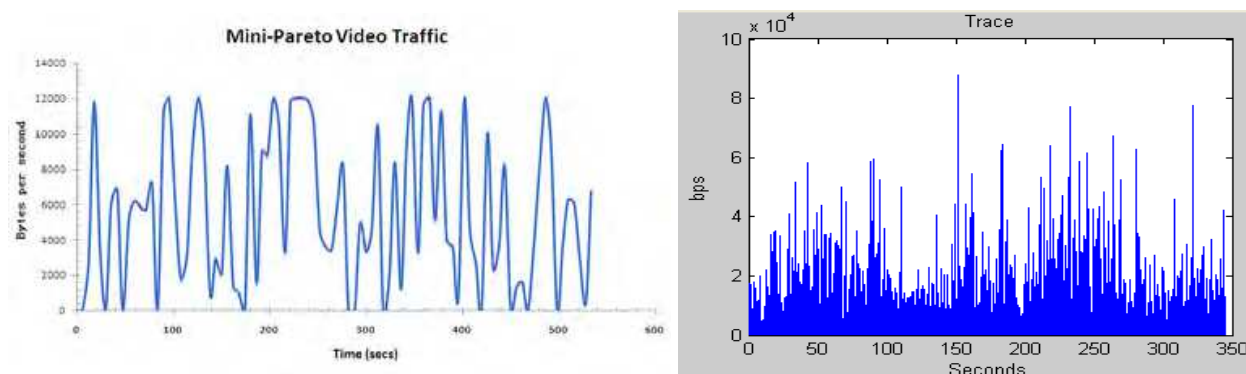 Mini-Pareto Video Traffic
14000
12000
10000
8000
6000
4000
2000
0
Bytes per second
0 100 200 300 400 500 600
Time (secs)
x 10^4
Trace
10
8
6
4
2
0
bps
0 50 100 150 200 250 300 350
Seconds